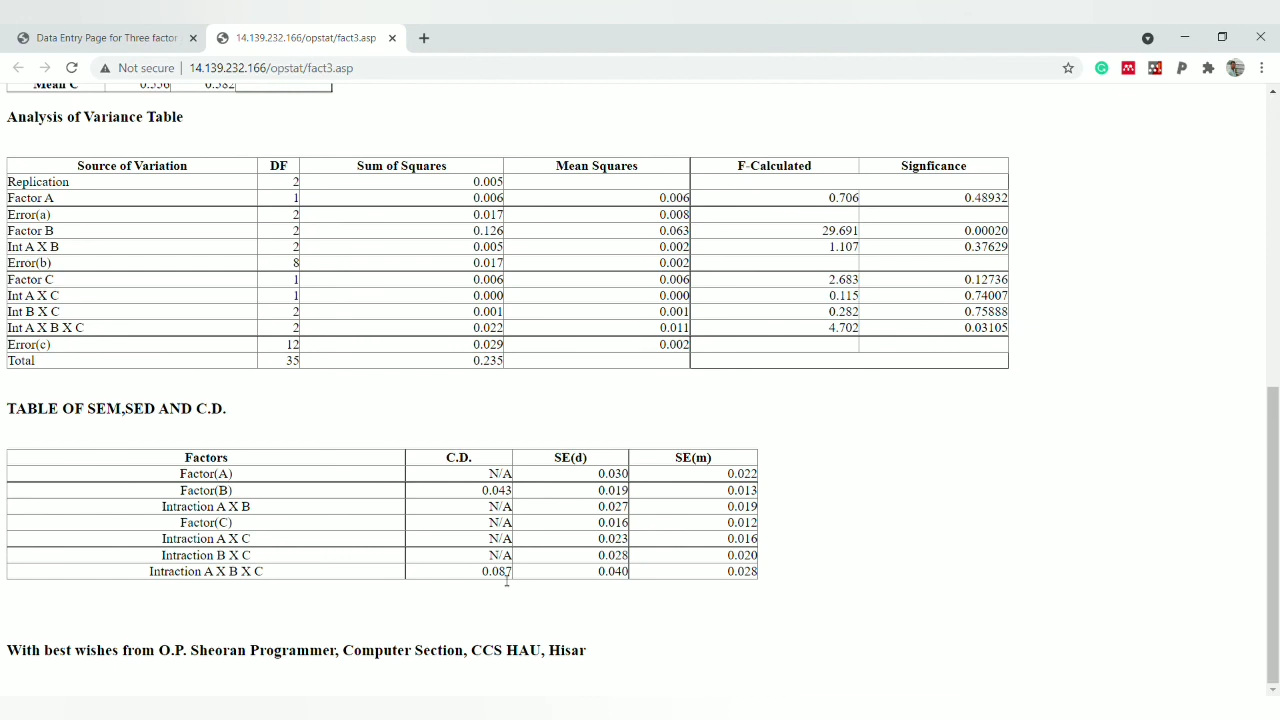 Data Entry Page for Three factor
14.139.232.166/opstat/fact3.asp
Not secure | 14.139.232.166/opstat/fact3.asp
Mean C 0.556 0.582
Analysis of Variance Table
Source of Variation DF Sum of Squares Mean Squares F-Calculated Signficance
Replication 2 0.005
Factor A 1 0.006 0.006 0.706 0.48932
Error(a) 2 0.017 0.008
Factor B 2 0.126 0.063 29.691 0.00020
Int A X B 2 0.005 0.002 1.107 0.37629
Error(b) 8 0.017 0.002
Factor C 1 0.006 0.006 2.683 0.12736
Int A X C 1 0.000 0.000 0.115 0.74007
Int B X C 2 0.001 0.001 0.282 0.75888
Int A X B X C 2 0.022 0.011 4.702 0.03105
Error(c) 12 0.029 0.002
Total 35 0.235
TABLE OF SEM,SED AND C.D.
Factors C.D. SE(d) SE(m)
Factor(A) N/A 0.030 0.022
Factor(B) 0.043 0.019 0.013
Intraction A X B N/A 0.027 0.019
Factor(C) N/A 0.016 0.012
Intraction A X C N/A 0.023 0.016
Intraction B X C N/A 0.028 0.020
Intraction A X B X C 0.087 0.040 0.028
With best wishes from O.P. Sheoran Programmer, Computer Section, CCS HAU, Hisar